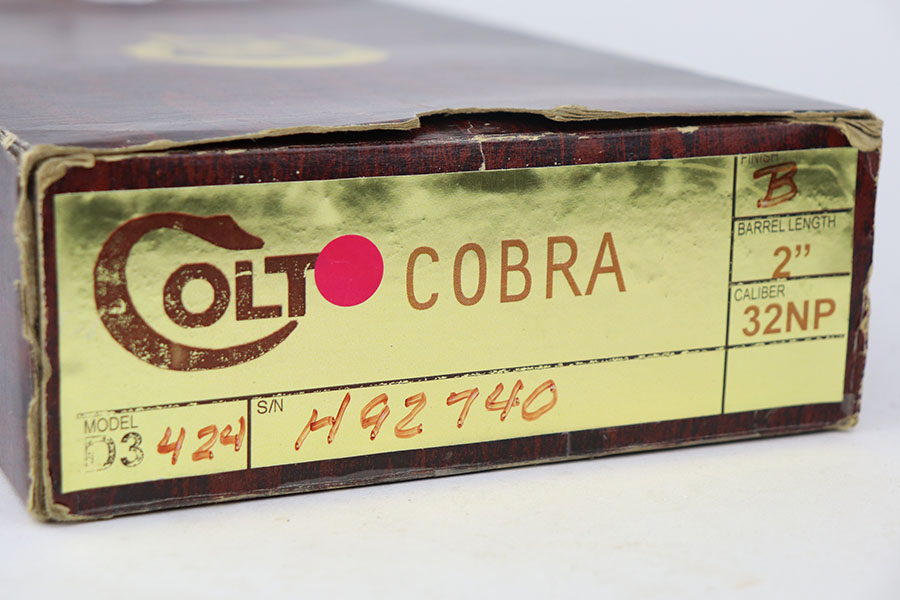 COLT COBRA
FINISH
B
BARREL LENGTH
2”
CALIBER
32NP
MODEL
D3 424
S/N
H92740